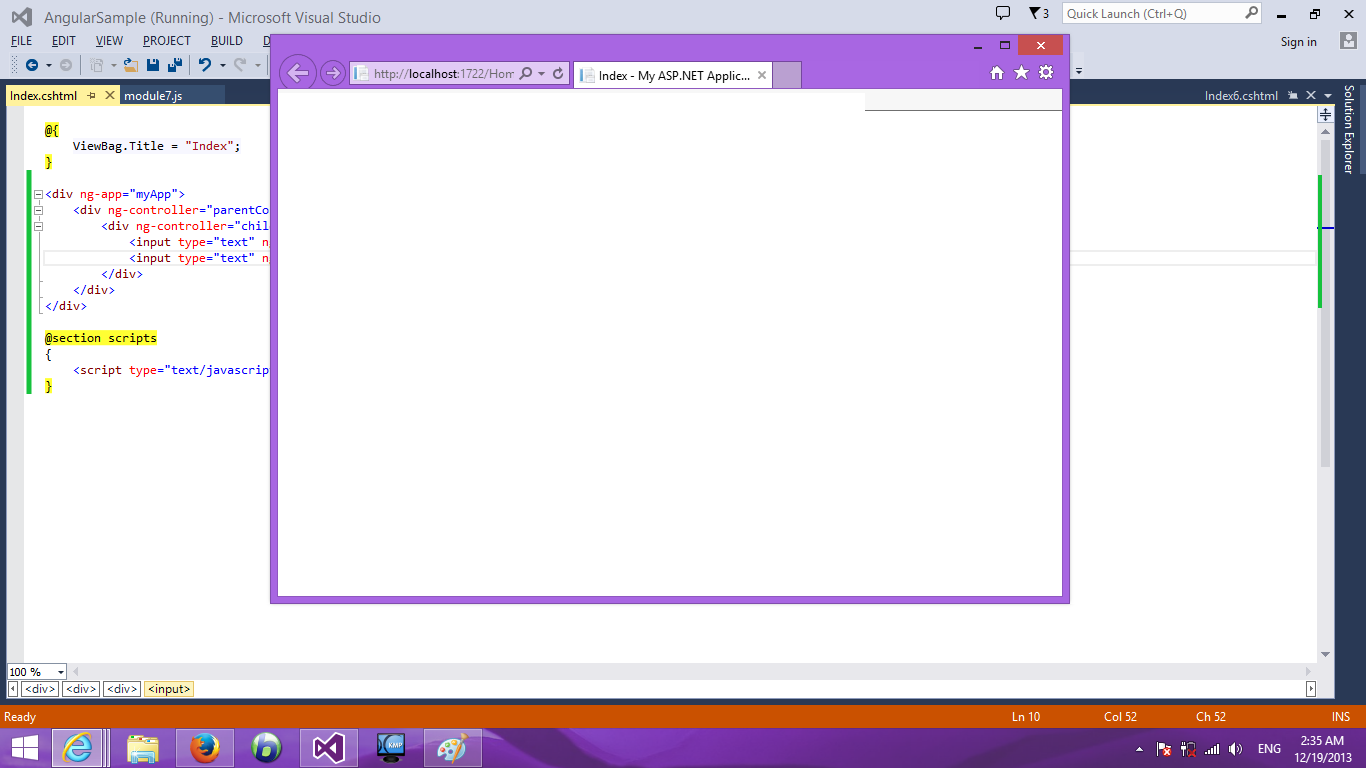 AngularSample (Running) - Microsoft Visual Studio
3
Quick Launch (Ctrl+Q)
FILE EDIT VIEW PROJECT BUILD D
Sign in
http://localhost:1722/Hom
Index - My ASP.NET Applic...
Index.cshtml module7.js
Index6.cshtml
Solution Explorer
@{
ViewBag.Title = "Index";
}
<div ng-app="myApp">
<div ng-controller="parentCo
<div ng-controller="chil
<input type="text" n
<input type="text" n
</div>
</div>
</div>
@section scripts
{
<script type="text/javascrip
}
100 %
<div> <div> <div> <input>
Ready
Ln 10 Col 52 Ch 52 INS
KMP
ENG
2:35 AM
12/19/2013